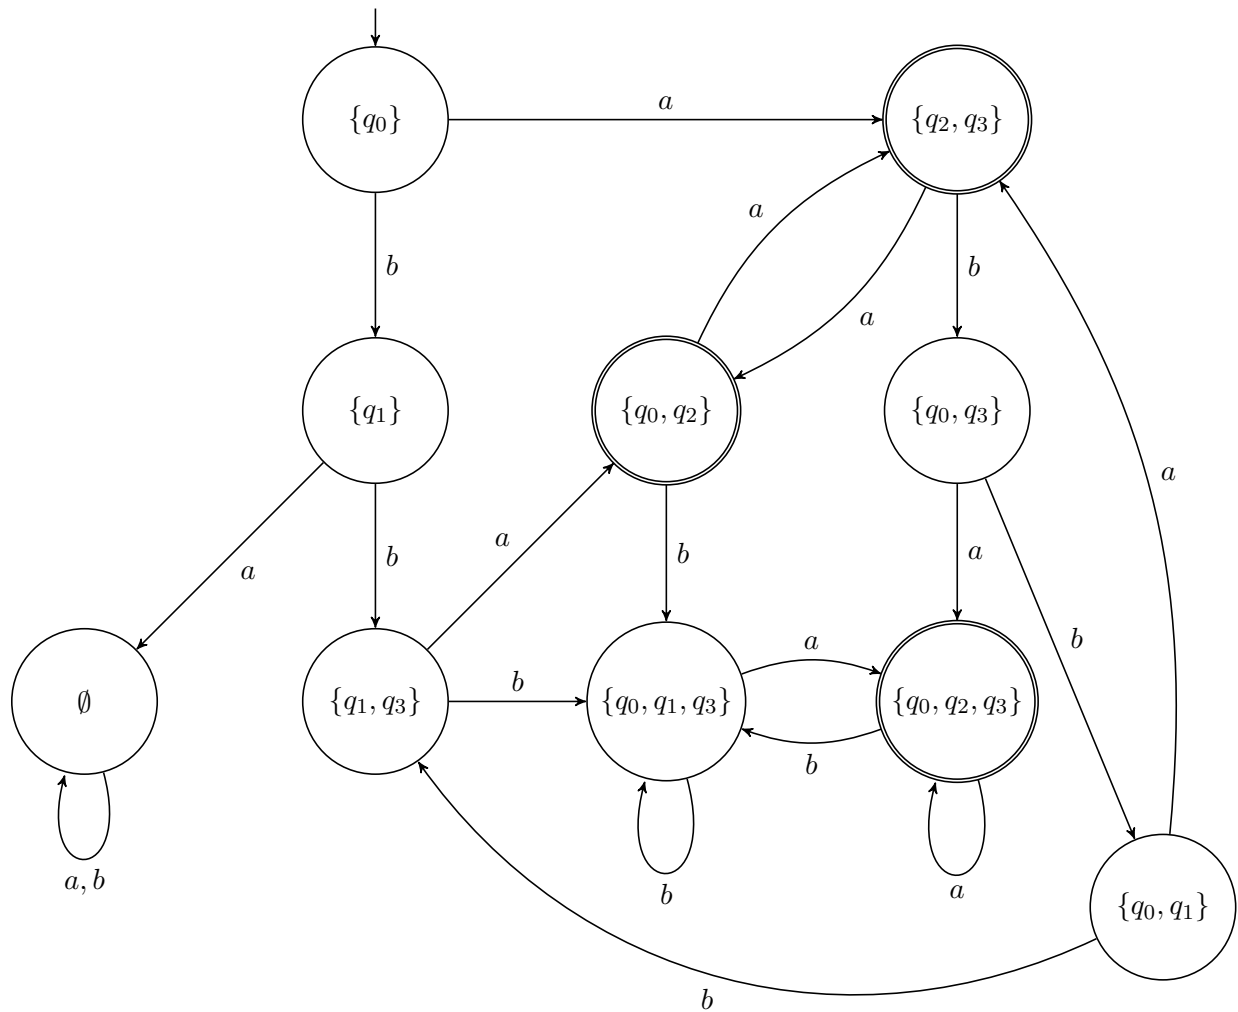 a
{q₀}
{q₂, q₃}
a
b
b
a
{q₁}
{q₀, q₂}
{q₀, q₃}
a
a
b
b
a
a
b
a
b
∅
{q₁, q₃}
{q₀, q₁, q₃}
{q₀, q₂, q₃}
b
a, b
b
a
{q₀, q₁}
b